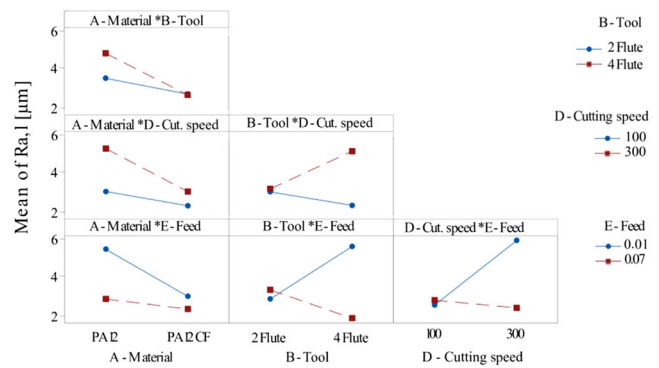 A - Material *B - Tool
B - Tool
2 Flute
4 Flute
Mean of Ra,l [µm]
6
4
2
A - Material *D - Cut. speed
B - Tool *D - Cut. speed
D - Cutting speed
100
300
6
4
2
A - Material *E - Feed
B - Tool *E - Feed
D - Cut. speed *E - Feed
E - Feed
0.01
0.07
6
4
2
PA12
PA12 CF
2 Flute
4 Flute
100
300
A - Material
B - Tool
D - Cutting speed